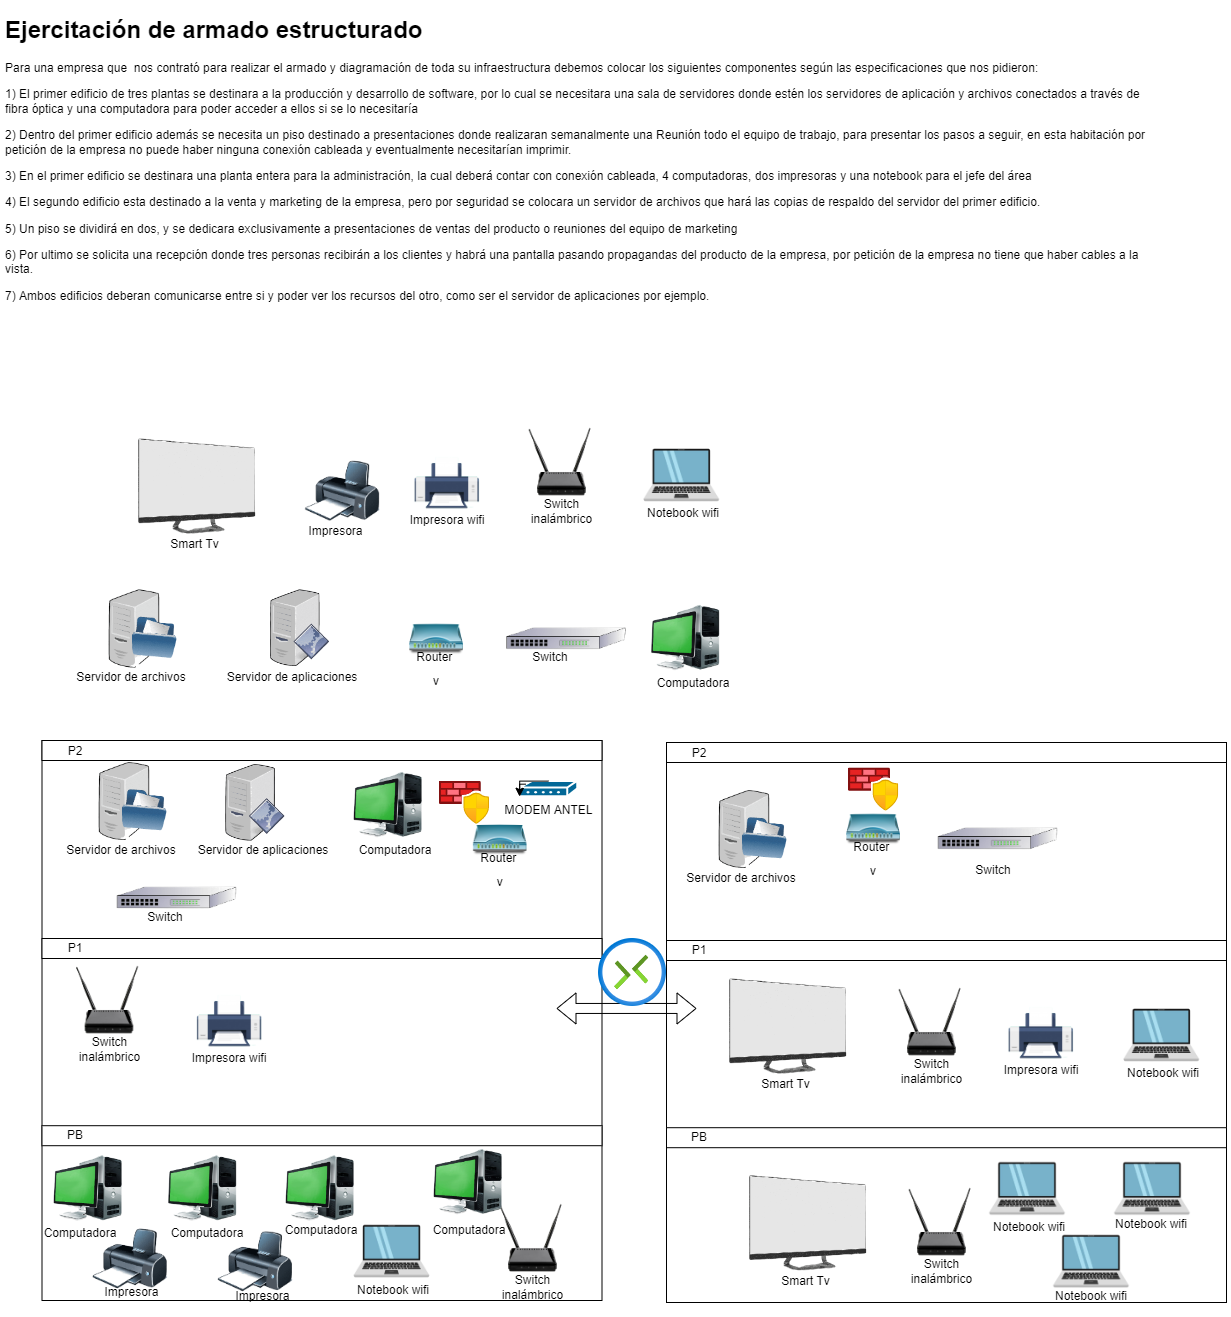 Ejercitación de armado estructurado
Para una empresa que  nos contrató para realizar el armado y diagramación de toda su infraestructura debemos colocar los siguientes componentes según las especificaciones que nos pidieron:
1) El primer edificio de tres plantas se destinara a la producción y desarrollo de software, por lo cual se necesitara una sala de servidores donde estén los servidores de aplicación y archivos conectados a través de
fibra óptica y una computadora para poder acceder a ellos si se lo necesitaría
2) Dentro del primer edificio además se necesita un piso destinado a presentaciones donde realizaran semanalmente una Reunión todo el equipo de trabajo, para presentar los pasos a seguir, en esta habitación por
petición de la empresa no puede haber ninguna conexión cableada y eventualmente necesitarían imprimir.
3) En el primer edificio se destinara una planta entera para la administración, la cual deberá contar con conexión cableada, 4 computadoras, dos impresoras y una notebook para el jefe del área
4) El segundo edificio esta destinado a la venta y marketing de la empresa, pero por seguridad se colocara un servidor de archivos que hará las copias de respaldo del servidor del primer edificio.
5) Un piso se dividirá en dos, y se dedicara exclusivamente a presentaciones de ventas del producto o reuniones del equipo de marketing
6) Por ultimo se solicita una recepción donde tres personas recibirán a los clientes y habrá una pantalla pasando propagandas del producto de la empresa, por petición de la empresa no tiene que haber cables a la
vista.
7) Ambos edificios deberan comunicarse entre si y poder ver los recursos del otro, como ser el servidor de aplicaciones por ejemplo.
Smart Tv
Impresora
Impresora wifi
Switch
inalámbrico
Notebook wifi
Servidor de archivos
Servidor de aplicaciones
Router
v
Switch
Computadora
P2
Servidor de archivos
Servidor de aplicaciones
Computadora
MODEM ANTEL
Router
v
Switch
P1
Switch
inalámbrico
Impresora wifi
PB
Computadora
Computadora
Computadora
Computadora
Impresora
Impresora
Notebook wifi
Switch
inalámbrico
P2
Servidor de archivos
Router
v
Switch
P1
Smart Tv
Switch
inalámbrico
Impresora wifi
Notebook wifi
PB
Smart Tv
Switch
inalámbrico
Notebook wifi
Notebook wifi
Notebook wifi